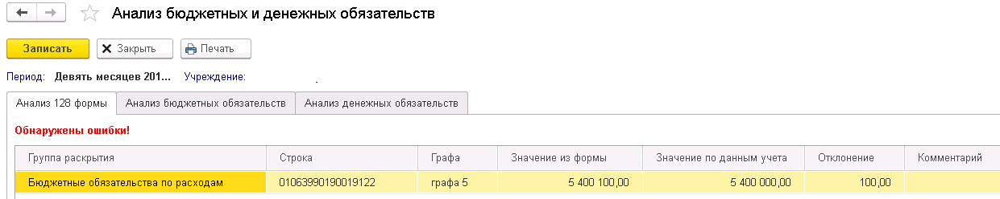 Анализ бюджетных и денежных обязательств
Записать Закрыть Печать
Период: Девять месяцев 201... Учреждение:
Анализ 128 формы Анализ бюджетных обязательств Анализ денежных обязательств
Обнаружены ошибки!
Группа раскрытия Строка Графа Значение из формы Значение по данным учета Отклонение Комментарий
Бюджетные обязательства по расходам 01063990190019122 графа 5 5 400 100,00 5 400 000,00 100,00